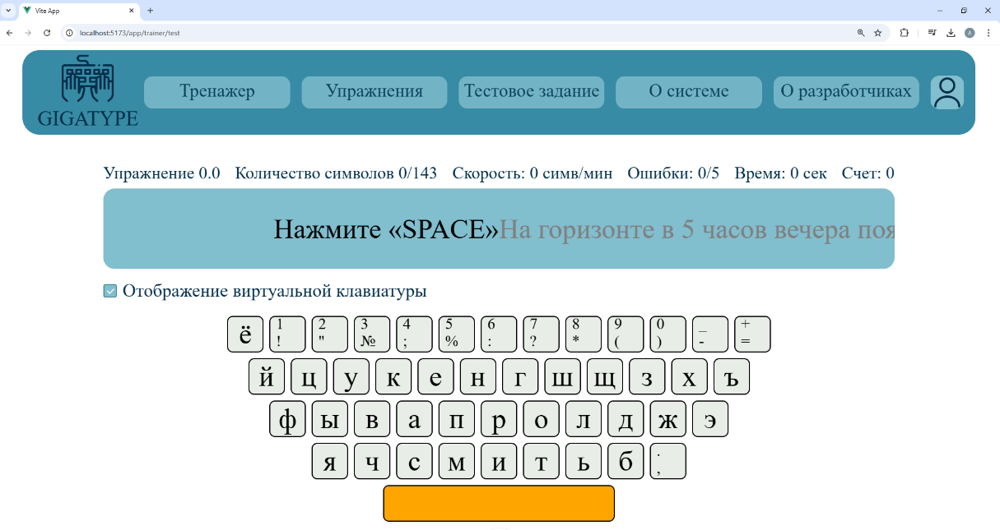 Vite App
localhost:5173/app/trainer/test
A
GIGATYPE
Тренажер Упражнения Тестовое задание О системе О разработчиках
Упражнение 0.0 Количество символов 0/143 Скорость: 0 симв/мин Ошибки: 0/5 Время: 0 сек Счет: 0
Нажмите «SPACE»На горизонте в 5 часов вечера поя
Отображение виртуальной клавиатуры
ё 1 ! 2 " 3 № 4 ; 5 % 6 : 7 ? 8 * 9 ( 0 ) _ - + =
й ц у к е н г ш щ з х ъ
ф ы в а п р о л д ж э
я ч с м и т ь б . ,